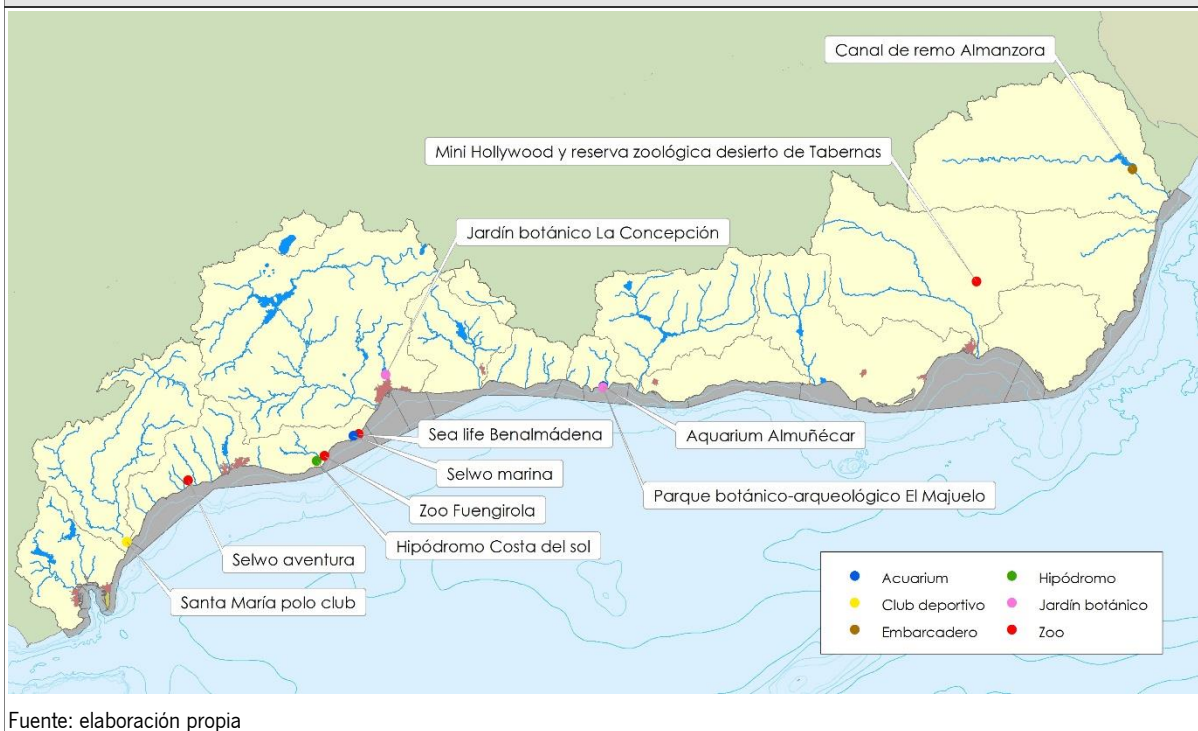 Canal de remo Almanzora
Mini Hollywood y reserva zoológica desierto de Tabernas
Jardín botánico La Concepción
Sea life Benalmádena
Aquarium Almuñécar
Selwo marina
Parque botánico-arqueológico El Majuelo
Zoo Fuengirola
Hipódromo Costa del sol
Selwo aventura
Santa María polo club
Acuarium
Club deportivo
Embarcadero
Hipódromo
Jardín botánico
Zoo
Fuente: elaboración propia